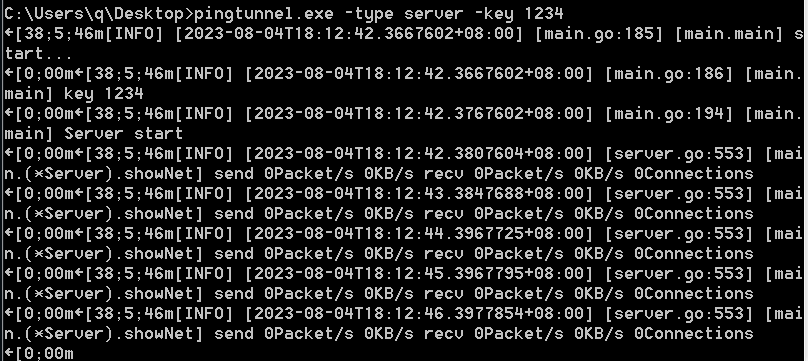 C:\Users\q\Desktop>pingtunnel.exe -type server -key 1234
←[38;5;46m[INFO] [2023-08-04T18:12:42.3667602+08:00] [main.go:185] [main.main] s
tart...
←[0;00m←[38;5;46m[INFO] [2023-08-04T18:12:42.3667602+08:00] [main.go:186] [main.
main] key 1234
←[0;00m←[38;5;46m[INFO] [2023-08-04T18:12:42.3767602+08:00] [main.go:194] [main.
main] Server start
←[0;00m←[38;5;46m[INFO] [2023-08-04T18:12:42.3807604+08:00] [server.go:553] [mai
n.(*Server).showNet] send 0Packet/s 0KB/s recv 0Packet/s 0KB/s 0Connections
←[0;00m←[38;5;46m[INFO] [2023-08-04T18:12:43.3847688+08:00] [server.go:553] [mai
n.(*Server).showNet] send 0Packet/s 0KB/s recv 0Packet/s 0KB/s 0Connections
←[0;00m←[38;5;46m[INFO] [2023-08-04T18:12:44.3967725+08:00] [server.go:553] [mai
n.(*Server).showNet] send 0Packet/s 0KB/s recv 0Packet/s 0KB/s 0Connections
←[0;00m←[38;5;46m[INFO] [2023-08-04T18:12:45.3967795+08:00] [server.go:553] [mai
n.(*Server).showNet] send 0Packet/s 0KB/s recv 0Packet/s 0KB/s 0Connections
←[0;00m←[38;5;46m[INFO] [2023-08-04T18:12:46.3977854+08:00] [server.go:553] [mai
n.(*Server).showNet] send 0Packet/s 0KB/s recv 0Packet/s 0KB/s 0Connections
←[0;00m